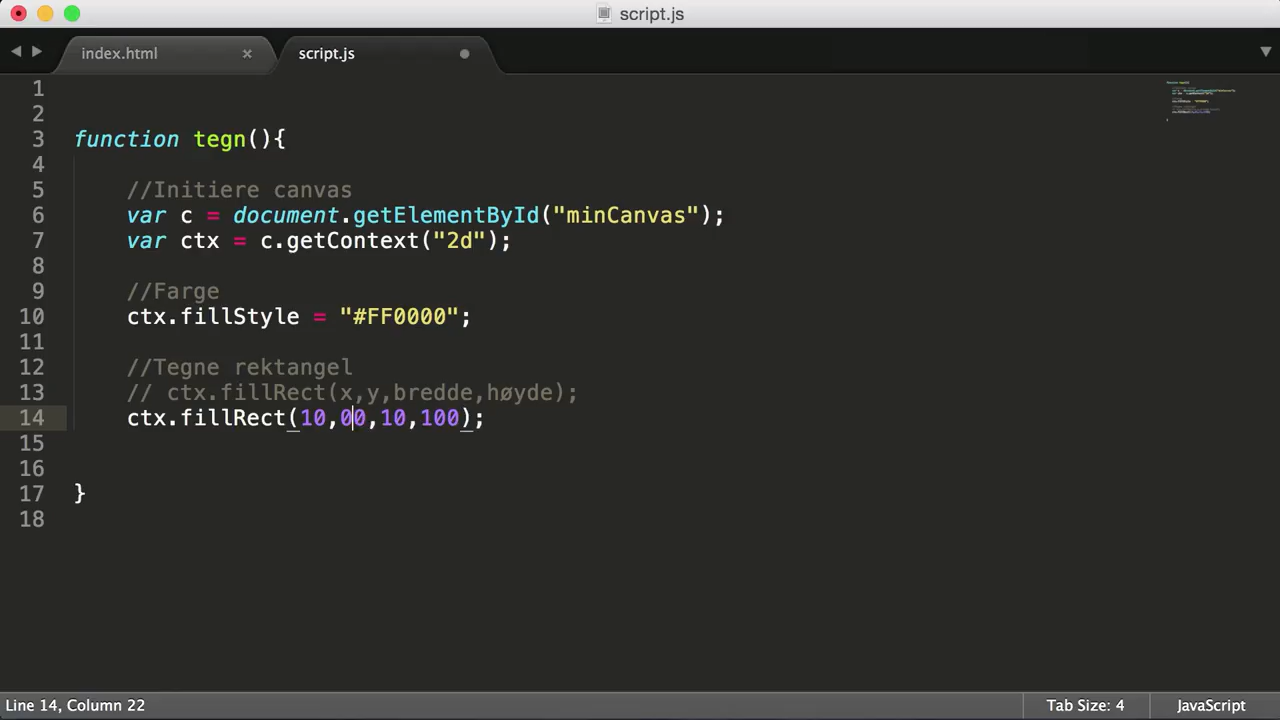 script.js
index.html
script.js
1
2
3 function tegn(){
4
5 //Initiere canvas
6 var c = document.getElementById("minCanvas");
7 var ctx = c.getContext("2d");
8
9 //Farge
10 ctx.fillStyle = "#FF0000";
11
12 //Tegne rektangel
13 // ctx.fillRect(x,y,bredde,høyde);
14 ctx.fillRect(10,00,10,100);
15
16
17 }
18
Line 14, Column 22 Tab Size: 4 JavaScript